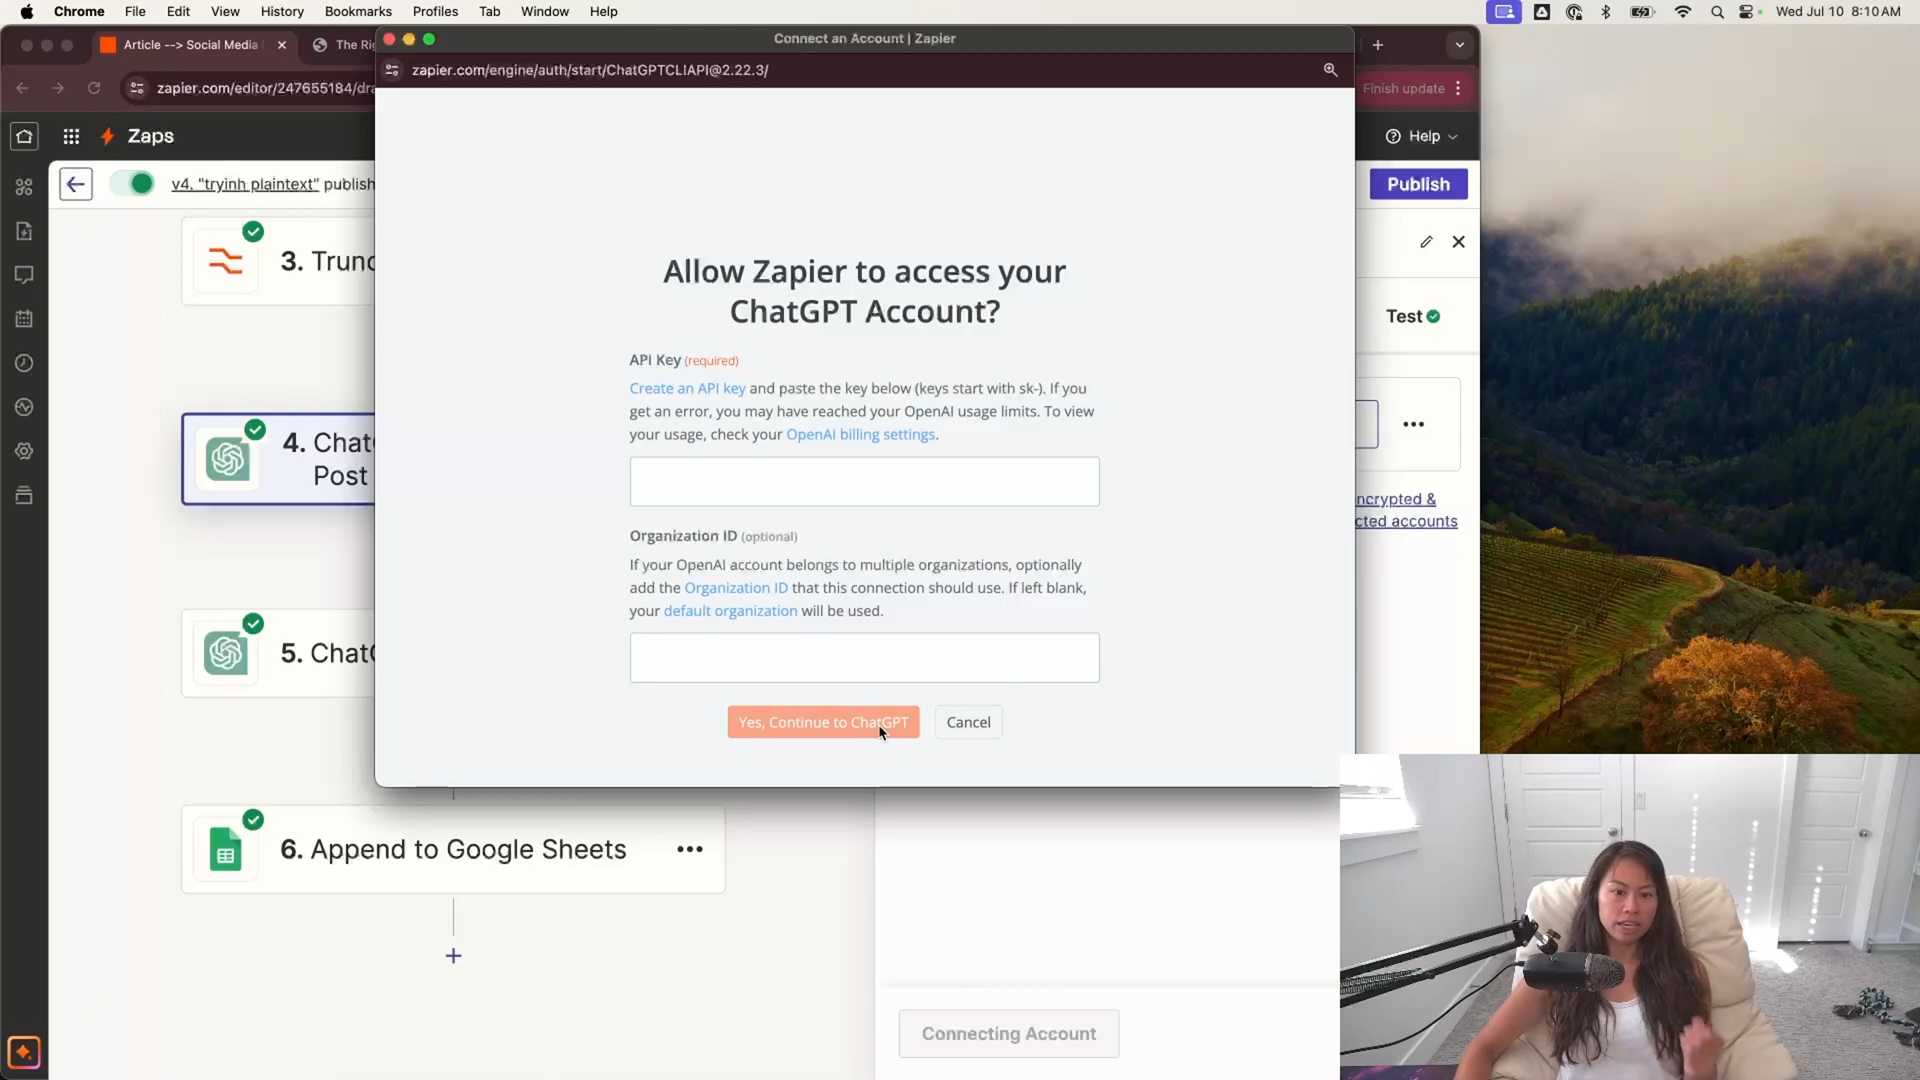 Chrome File Edit View History Bookmarks Profiles Tab Window Help
Wed Jul 10 8:10 AM
Article --> Social Media
The Ri
Connect an Account | Zapier
zapier.com/editor/247655184/dra
zapier.com/engine/auth/start/ChatGPTCLIAPI@2.22.3/
Finish update
Zaps
Help
v4. "tryinh plaintext" publish
Publish
3. Trunc
Test
4. Chat
Post
5. Chat
6. Append to Google Sheets
Allow Zapier to access your
ChatGPT Account?
API Key (required)
Create an API key and paste the key below (keys start with sk-). If you
get an error, you may have reached your OpenAI usage limits. To view
your usage, check your OpenAI billing settings.
Organization ID (optional)
If your OpenAI account belongs to multiple organizations, optionally
add the Organization ID that this connection should use. If left blank,
your default organization will be used.
Yes, Continue to ChatGPT
Cancel
ncrypted &
cted accounts
Connecting Account